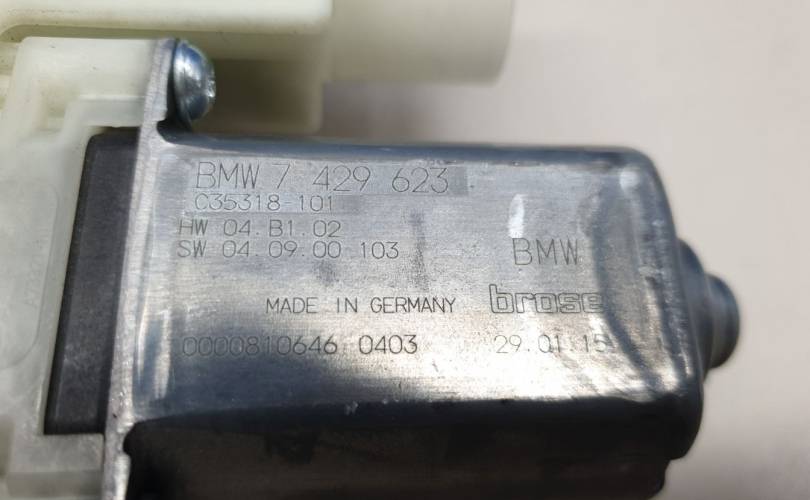 BMW 7 429 623
C35318-101
HW 04.B1.02
SW 04.09.00 103
BMW
MADE IN GERMANY brose
0000810646 0403 29.01.15